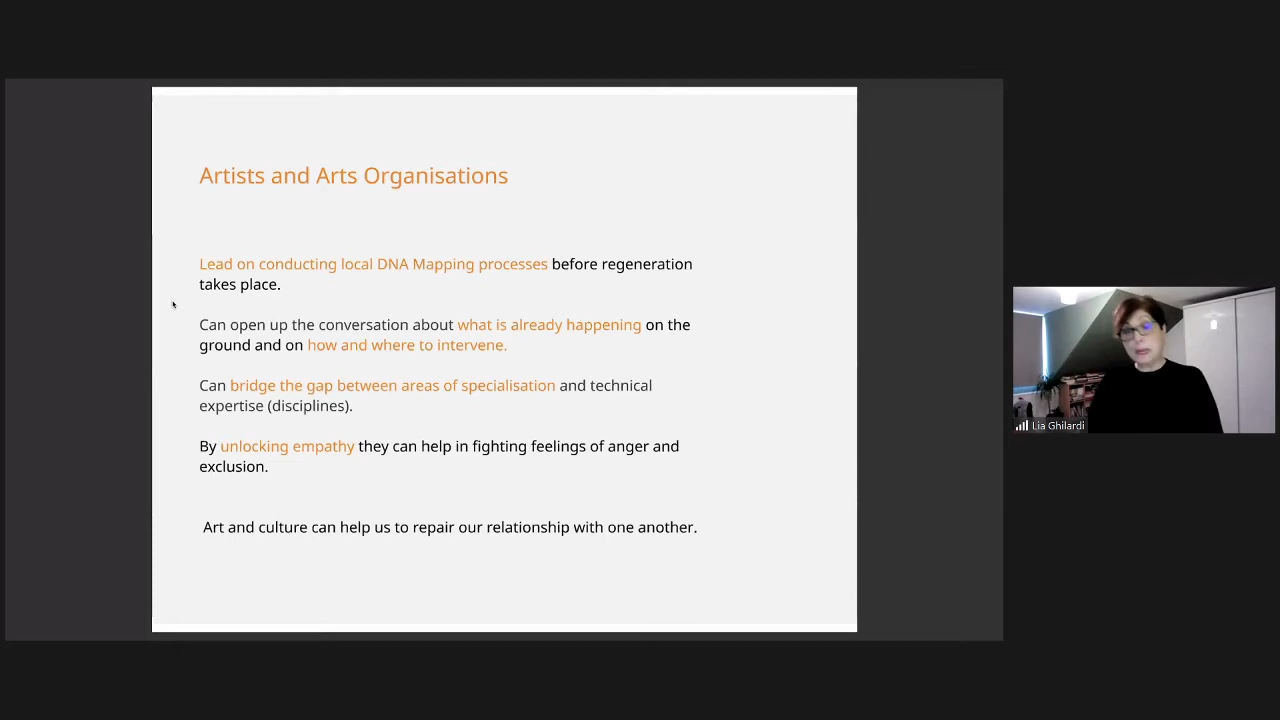 Artists and Arts Organisations
Lead on conducting local DNA Mapping processes before regeneration
takes place.
Can open up the conversation about what is already happening on the
ground and on how and where to intervene.
Can bridge the gap between areas of specialisation and technical
expertise (disciplines).
By unlocking empathy they can help in fighting feelings of anger and
exclusion.
Art and culture can help us to repair our relationship with one another.
Lia Ghilardi